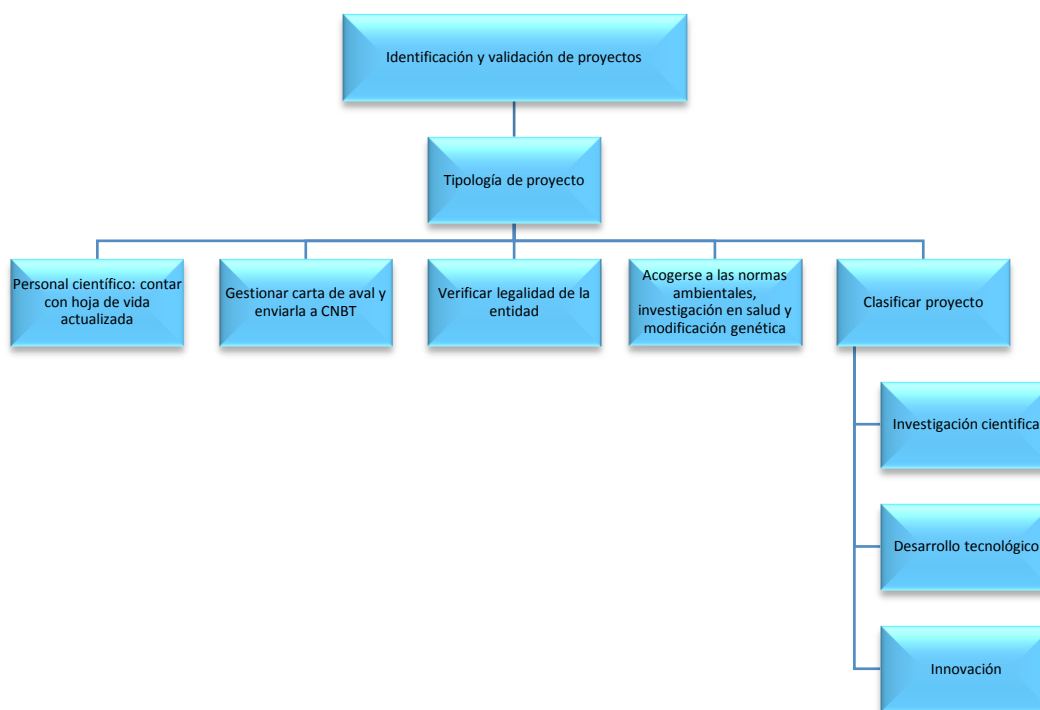 Identificación y validación de proyectos
Tipología de proyecto
Personal científico: contar
con hoja de vida
actualizada
Gestionar carta de aval y
enviarla a CNBT
Verificar legalidad de la
entidad
Acogerse a las normas
ambientales,
investigación en salud y
modificación genética
Clasificar proyecto
Investigación cientifica
Desarrollo tecnológico
Innovación